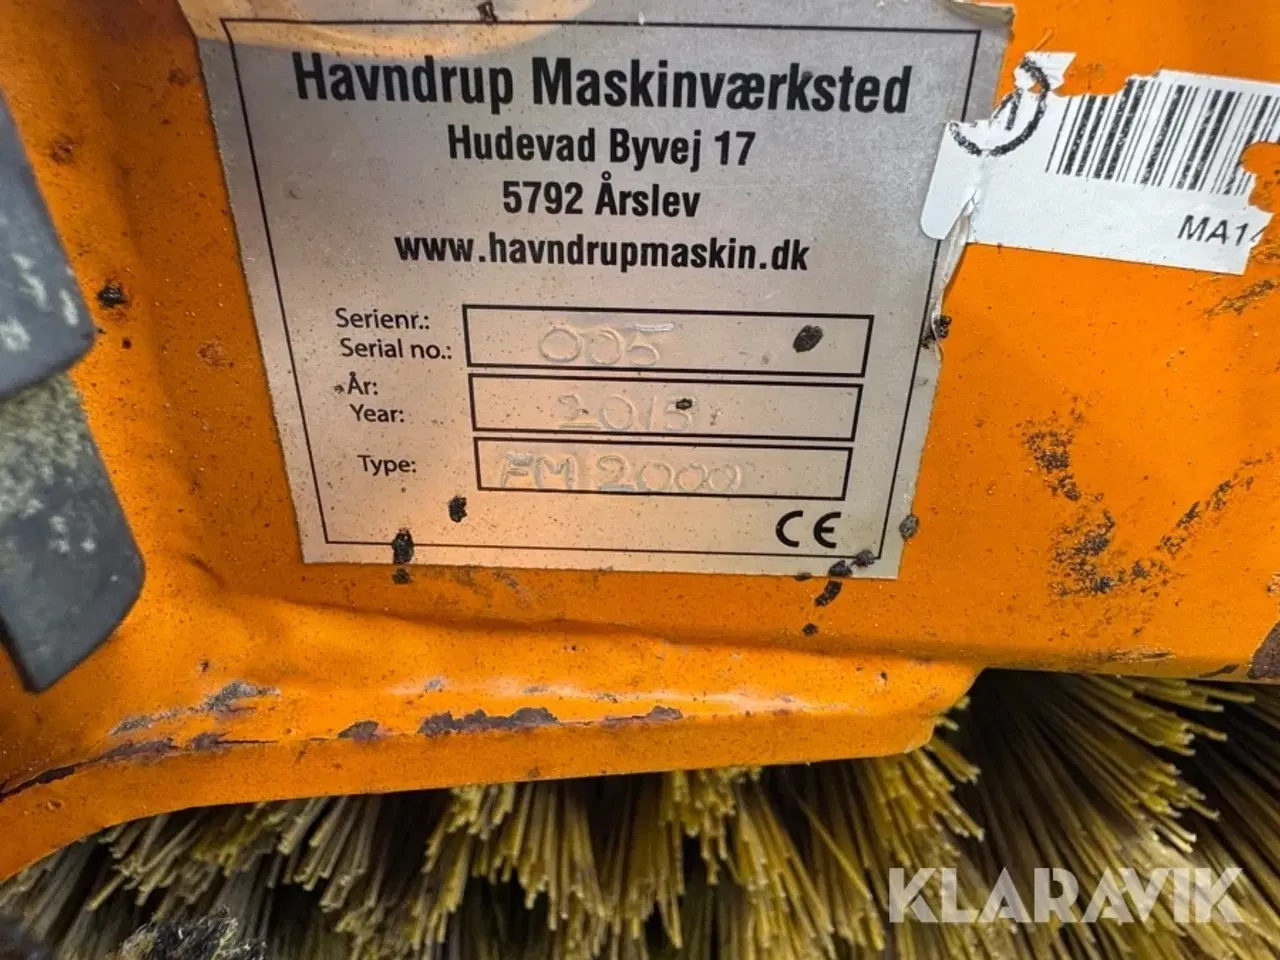 Havndrup Maskinværksted
Hudevad Byvej 17
5792 Årslev
www.havndrupmaskin.dk
Serienr.:
Serial no.: 005
År:
Year: 2015
Type: FM 2000
CE
MA14
KLARAVIK